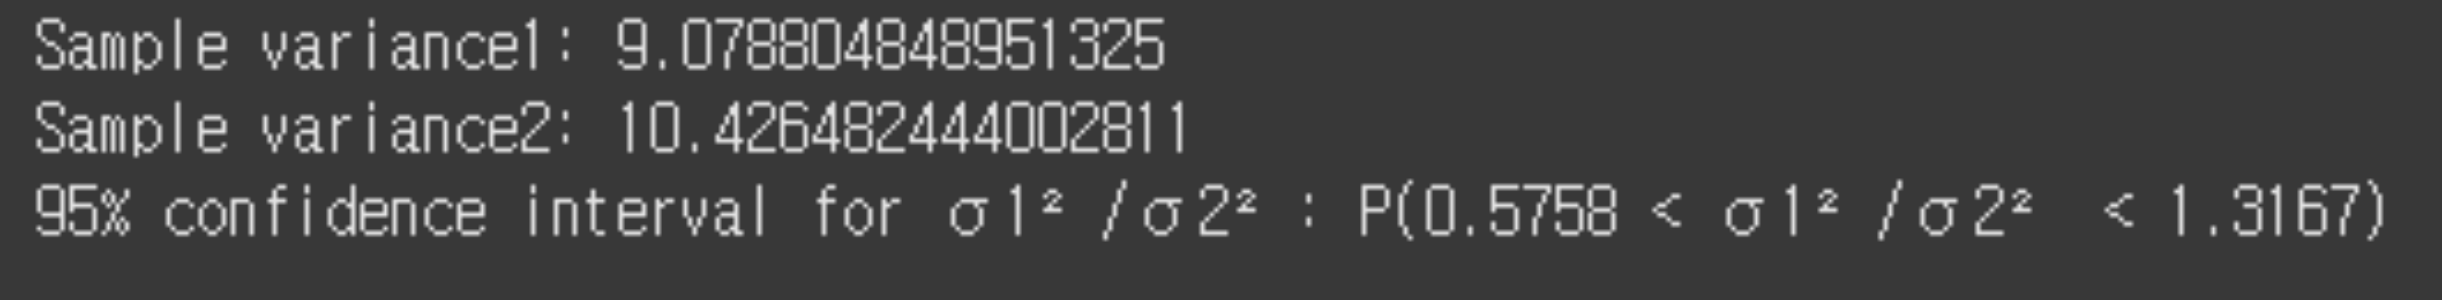 Sample variance1: 9.078804848951325
Sample variance2: 10.426482444002811
95% confidence interval for σ1² /σ2² : P(0.5758 < σ1² /σ2² < 1.3167)